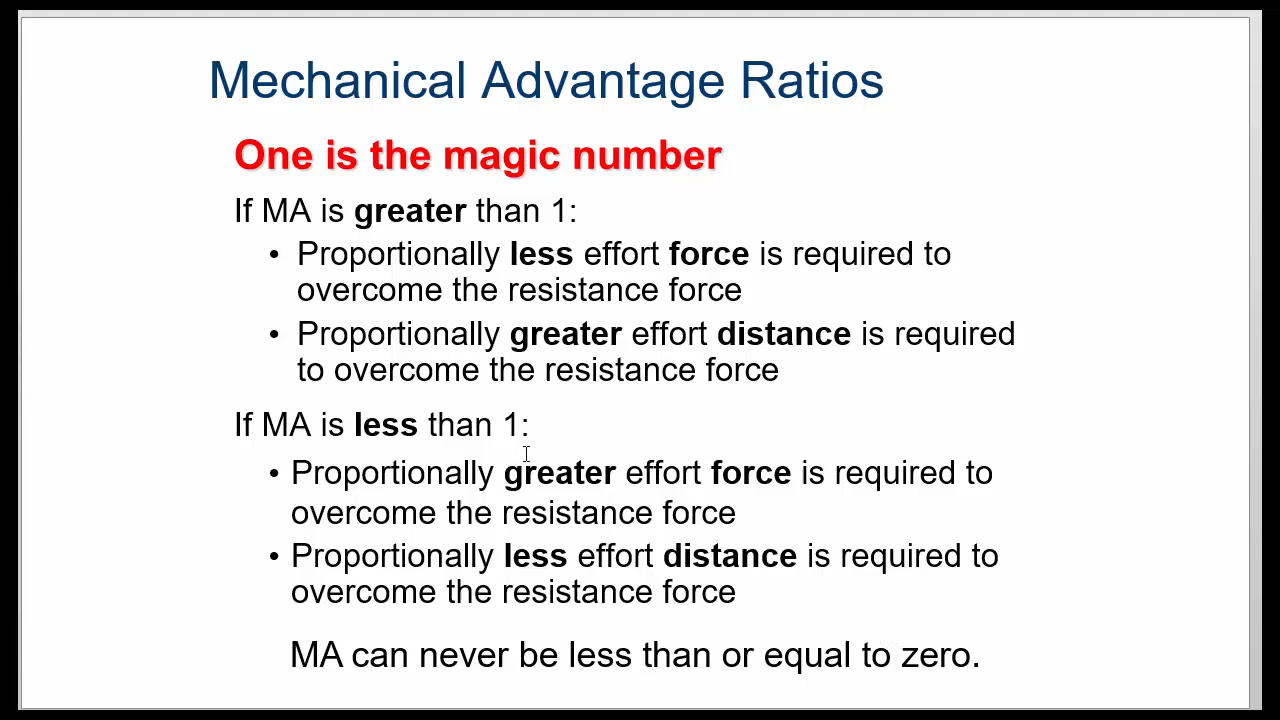 Mechanical Advantage Ratios
One is the magic number
If MA is greater than 1:
• Proportionally less effort force is required to
overcome the resistance force
• Proportionally greater effort distance is required
to overcome the resistance force
If MA is less than 1:
• Proportionally greater effort force is required to
overcome the resistance force
• Proportionally less effort distance is required to
overcome the resistance force
MA can never be less than or equal to zero.